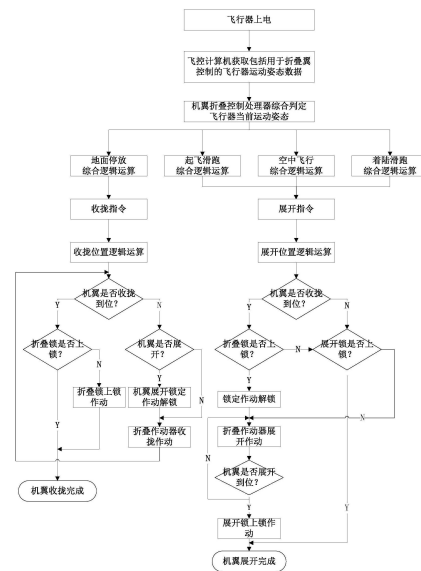 飞行器上电
飞控计算机获取包括用于折叠翼
控制的飞行器运动姿态数据
机翼折叠控制处理器综合判定
飞行器当前运动姿态
地面停放
综合逻辑运算
起飞滑跑
综合逻辑运算
空中飞行
综合逻辑运算
着陆滑跑
综合逻辑运算
收拢指令
展开指令
收拢位置逻辑运算
展开位置逻辑运算
机翼是否收拢
到位?
机翼是否收拢
到位?
Y
N
Y
N
折叠锁是否上
锁?
机翼是否展
开?
折叠锁是否上
锁?
N
展开锁是否上
锁?
N
Y
N
Y
N
折叠锁上锁
作动
机翼展开锁定
作动解锁
锁定作动解锁
Y
折叠作动器收
拢作动
折叠作动器展
开作动
N
机翼是否展开
到位?
机翼收拢完成
Y
Y
展开锁上锁作
动
机翼展开完成